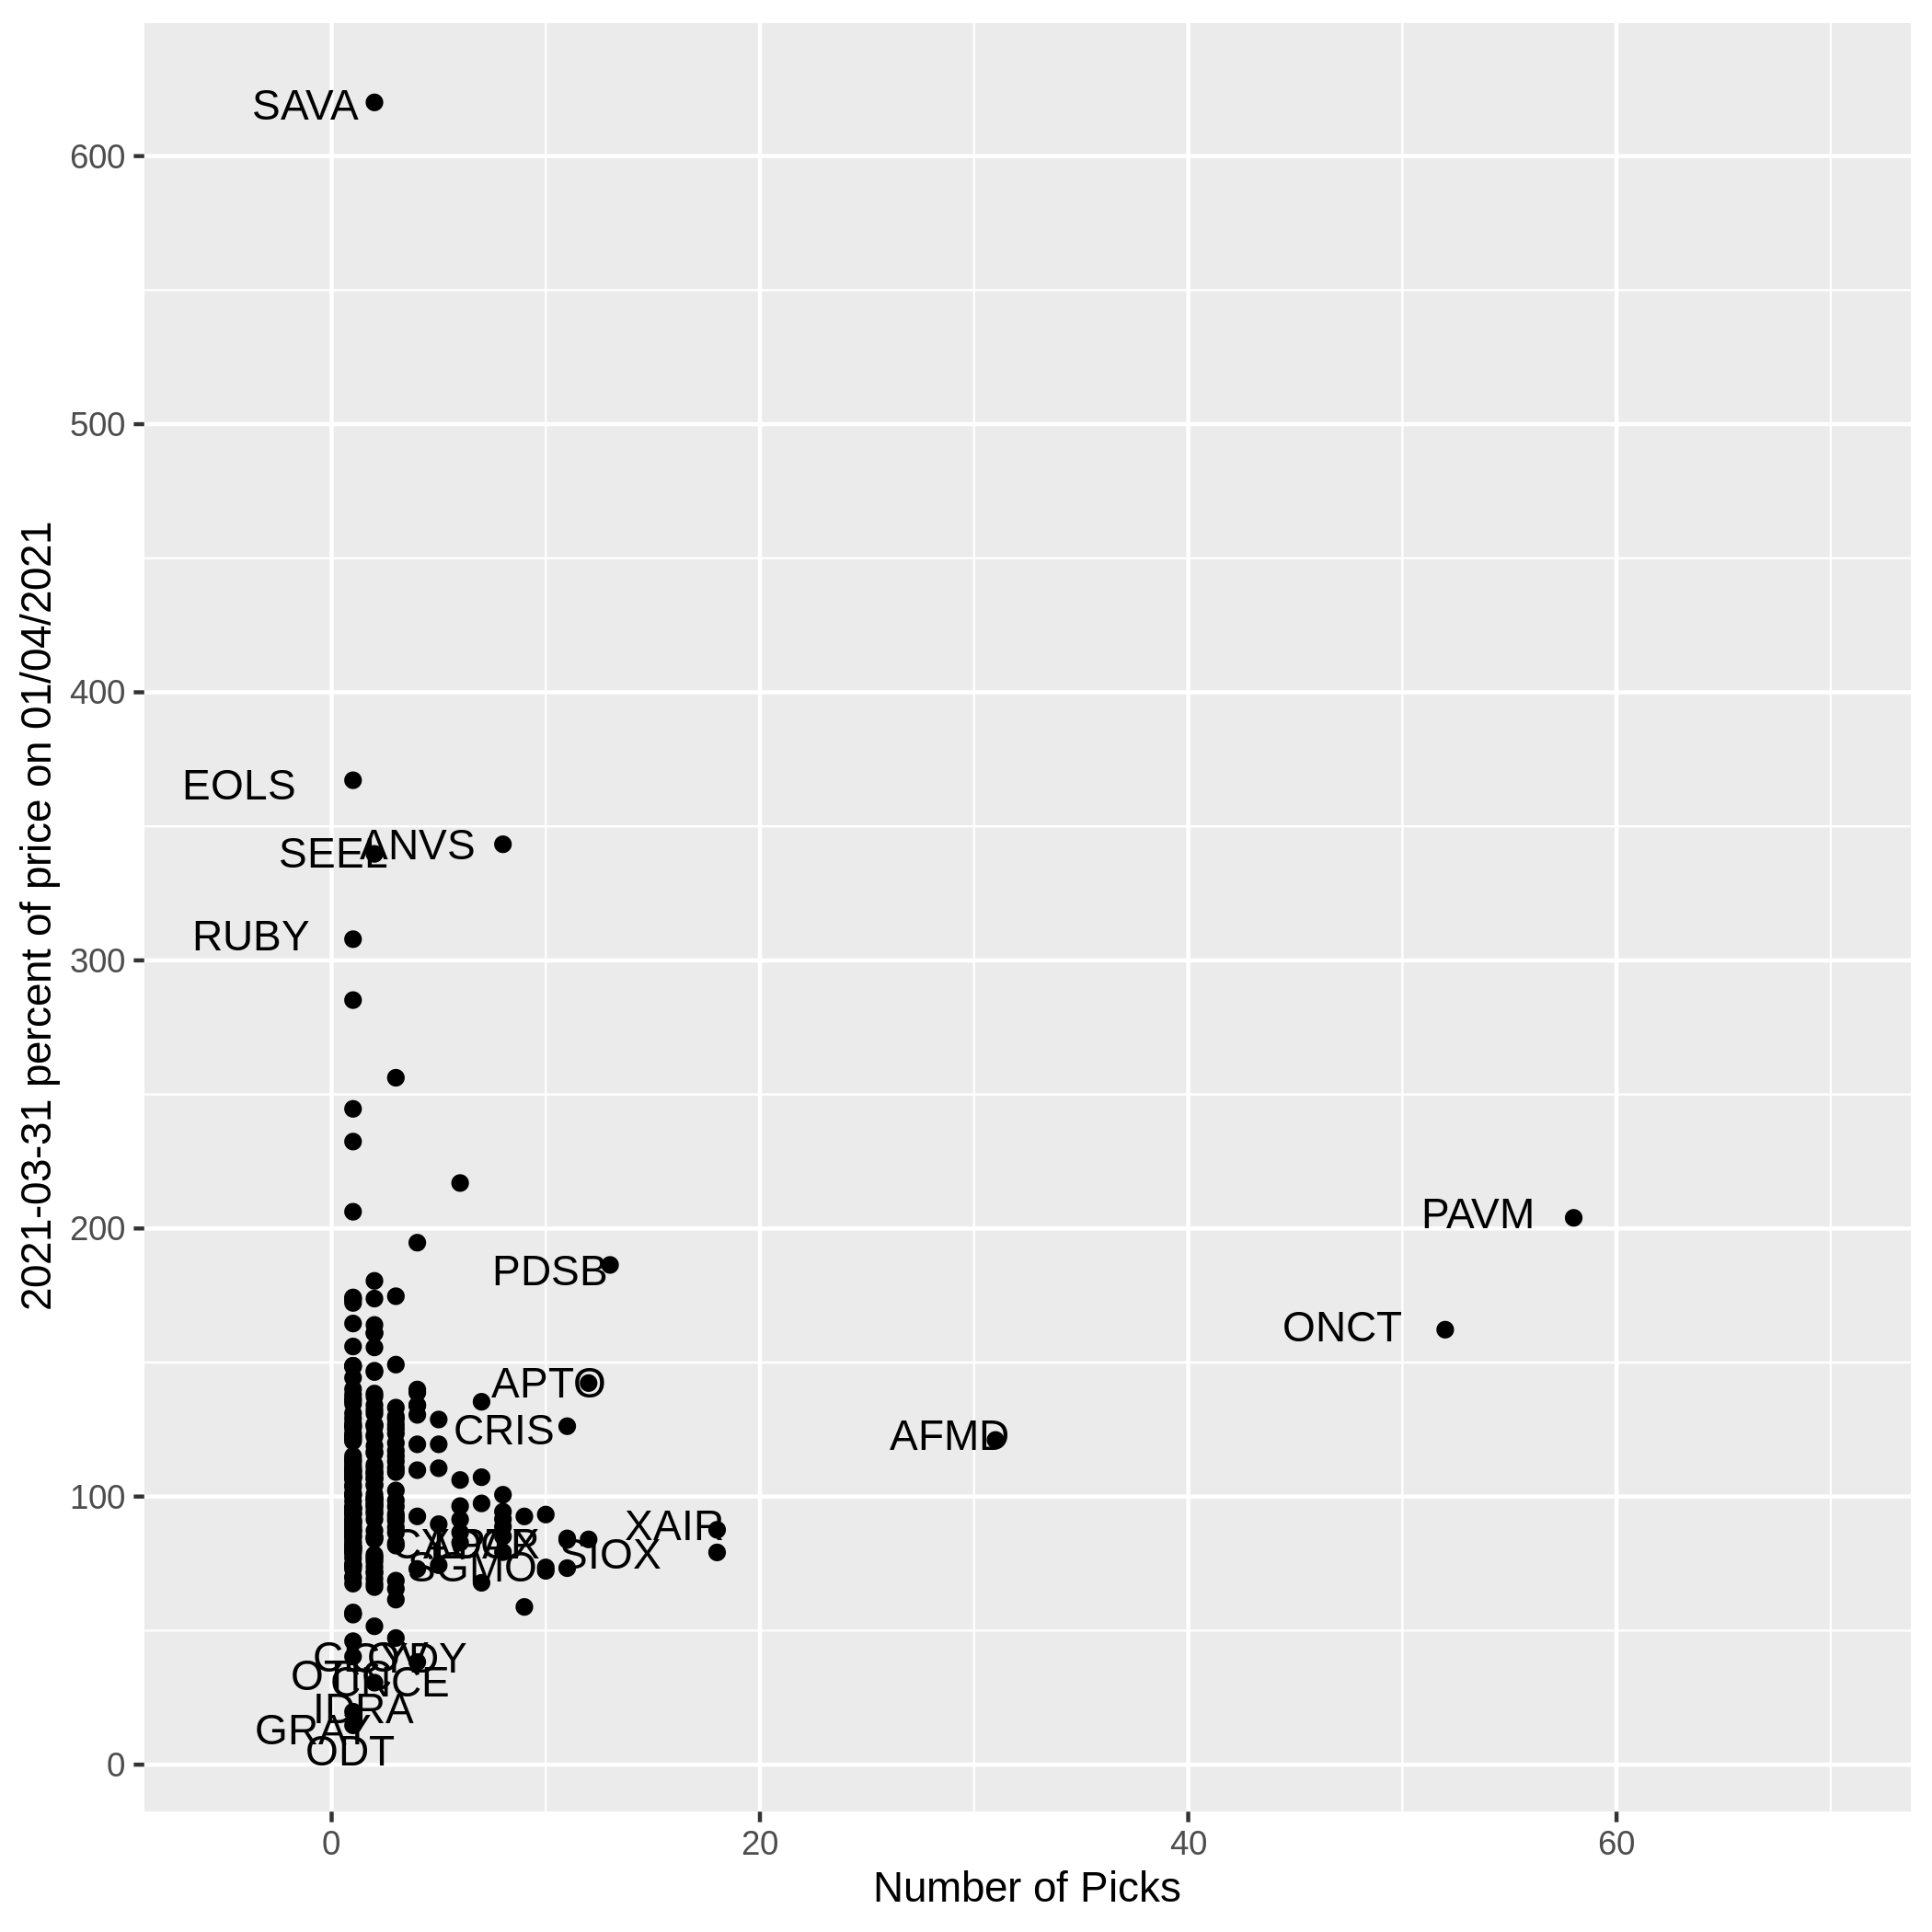 SAVA
600
500
400
EOLS
ANVS
SEEL
RUBY
300
200
PAVM
PDSB
ONCT
APTO
CRIS
AFMD
100
XAIR
SIOX
SGMO
IDRA
GRAY
ODT
0
0
20
40
60
Number of Picks
2021-03-31 percent of price on 01/04/2021